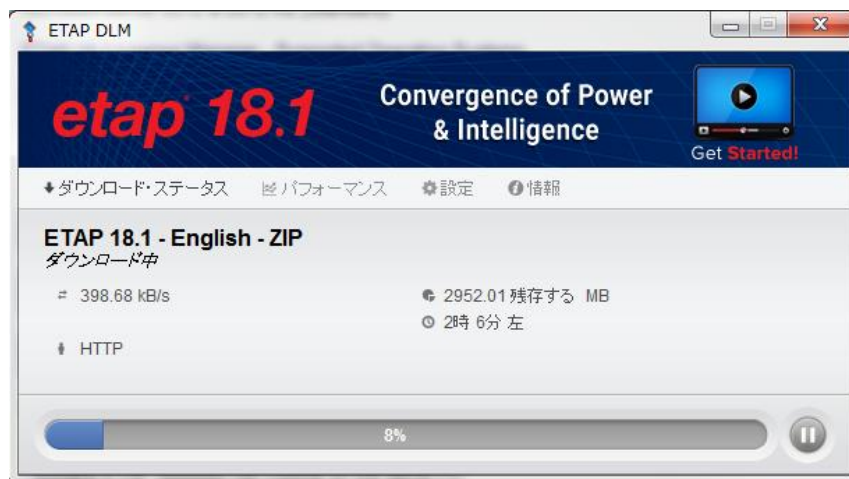 ETAP DLM
etap 18.1
Convergence of Power
& Intelligence
Get Started!
ダウンロード・ステータス パフォーマンス 設定 情報
ETAP 18.1 - English - ZIP
ダウンロード中
398.68 kB/s
2952.01 残存する MB
2時 6分 左
HTTP
8%